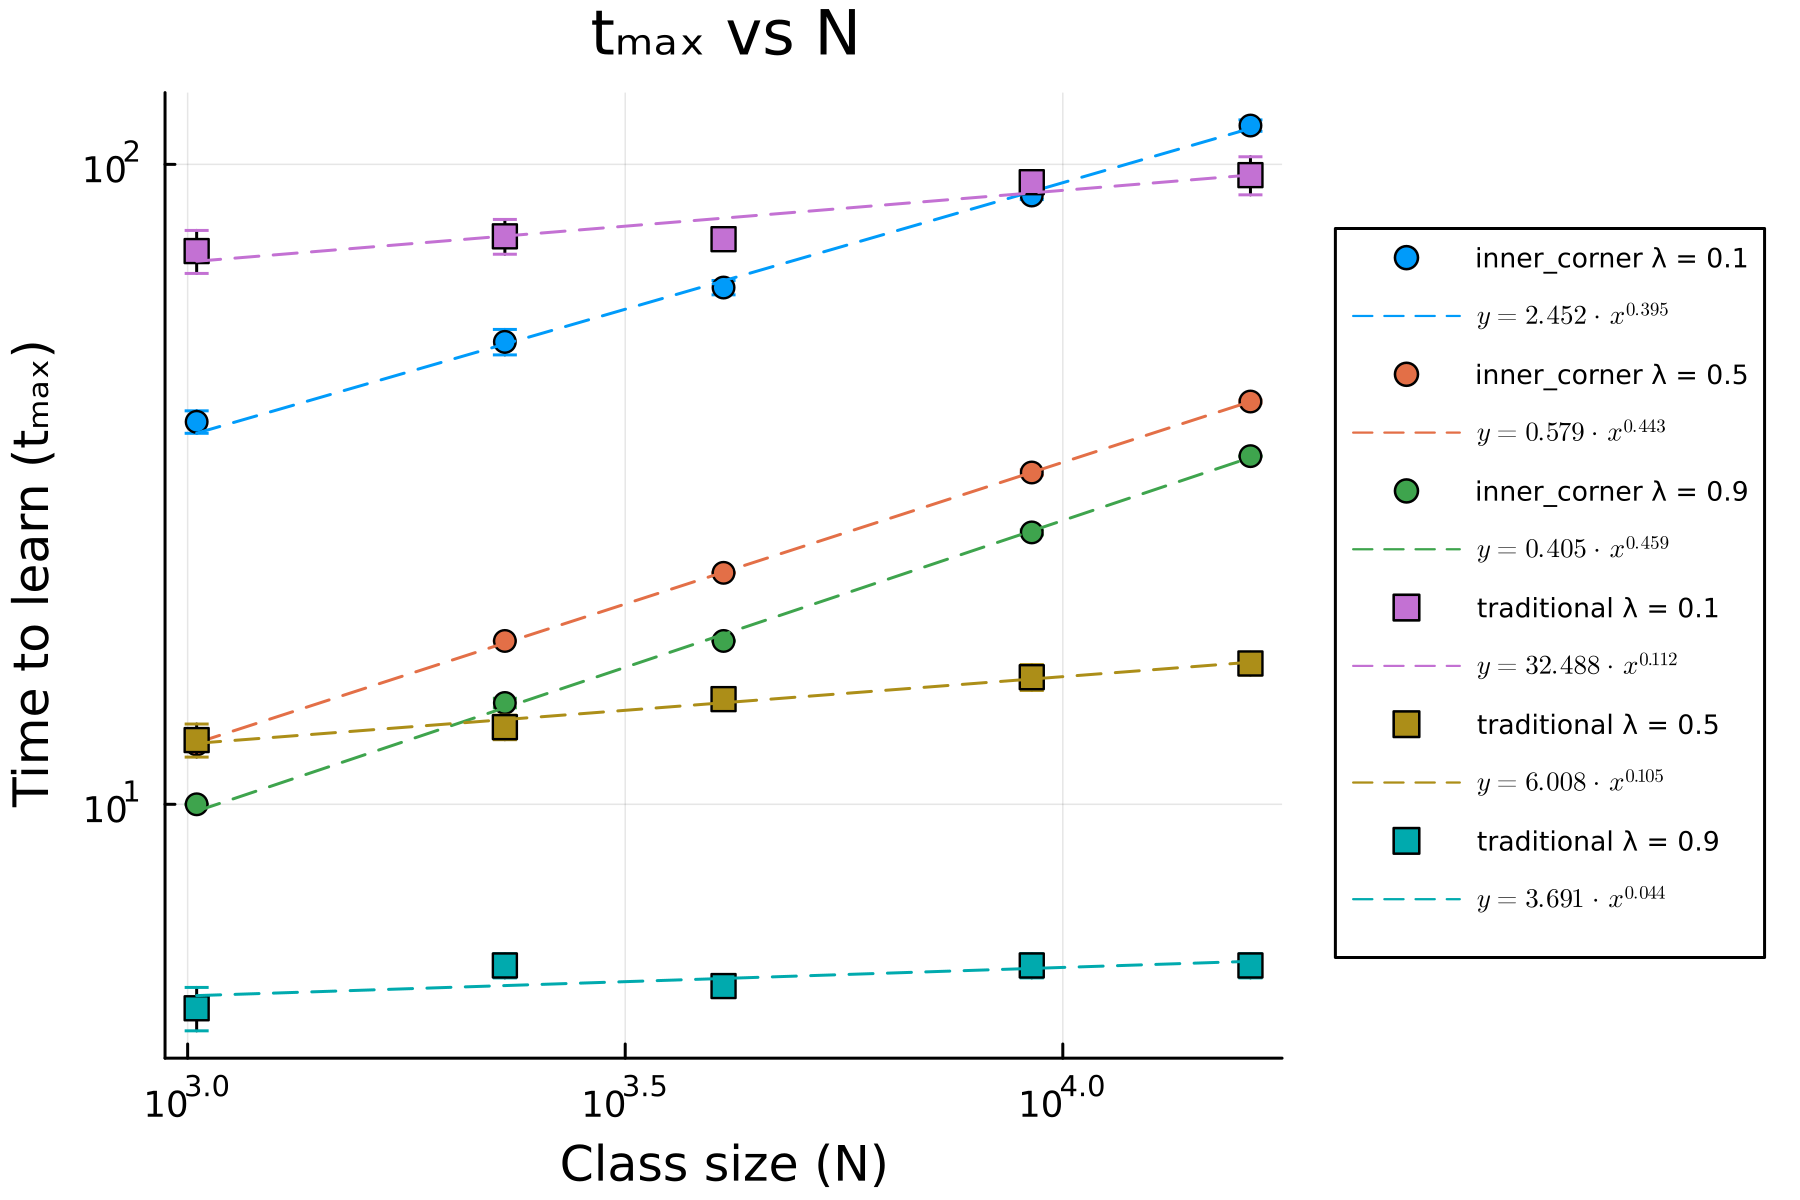 tₘₐₓ vs N
Time to learn (tₘₐₓ)
10²
10¹
10^3.0 10^3.5 10^4.0
Class size (N)
inner_corner λ = 0.1
y = 2.452 · x^0.395
inner_corner λ = 0.5
y = 0.579 · x^0.443
inner_corner λ = 0.9
y = 0.405 · x^0.459
traditional λ = 0.1
y = 32.488 · x^0.112
traditional λ = 0.5
y = 6.008 · x^0.105
traditional λ = 0.9
y = 3.691 · x^0.044